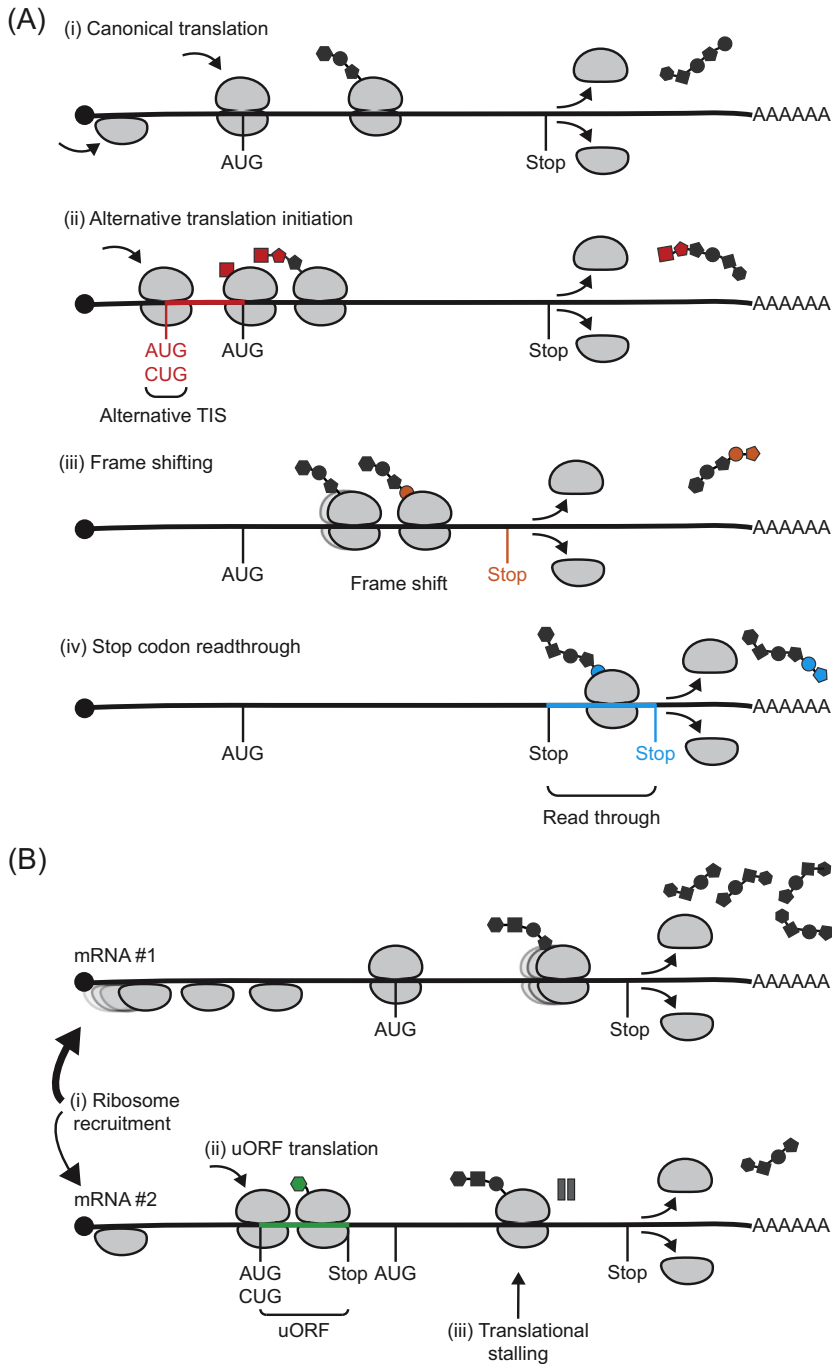 (A)
(i) Canonical translation
AUG
Stop
AAAAAA
(ii) Alternative translation initiation
AUG
CUG
AUG
Stop
AAAAAA
Alternative TIS
(iii) Frame shifting
AUG
Frame shift
Stop
AAAAAA
(iv) Stop codon readthrough
AUG
Stop
Stop
AAAAAA
Read through
(B)
mRNA #1
AUG
Stop
AAAAAA
(i) Ribosome
recruitment
(ii) uORF translation
mRNA #2
AUG
CUG
Stop
AUG
Stop
AAAAAA
uORF
(iii) Translational
stalling